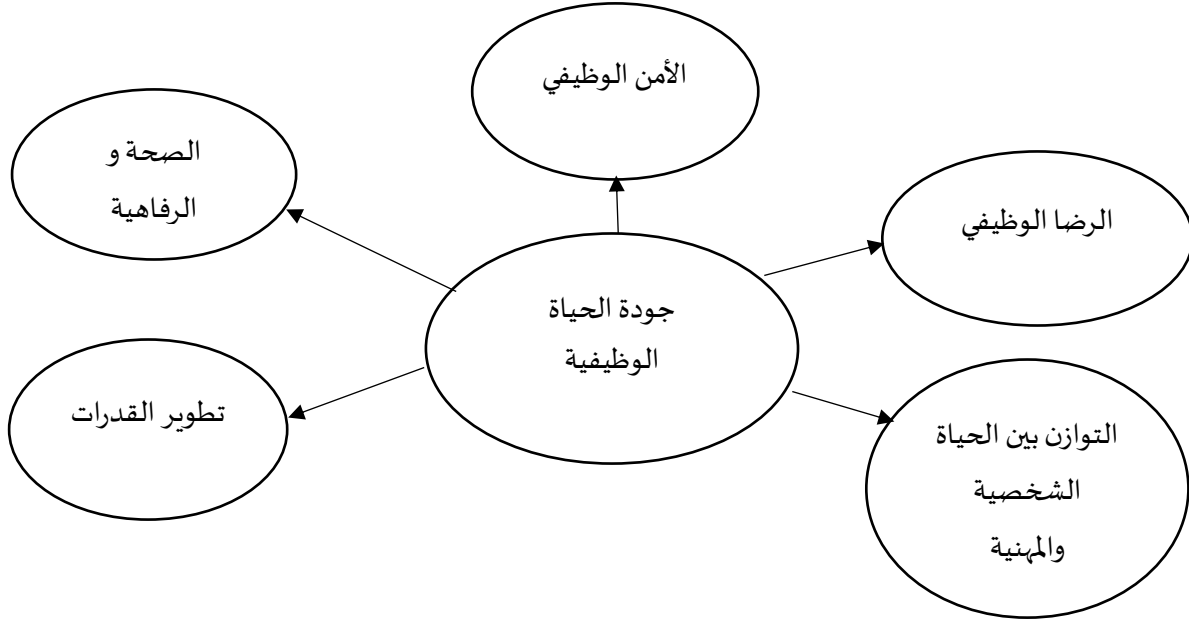 الأمن الوظيفي
الصحة و
الرفاهية
الرضا الوظيفي
جودة الحياة
الوظيفية
تطوير القدرات
التوازن بين الحياة
الشخصية
والمهنية